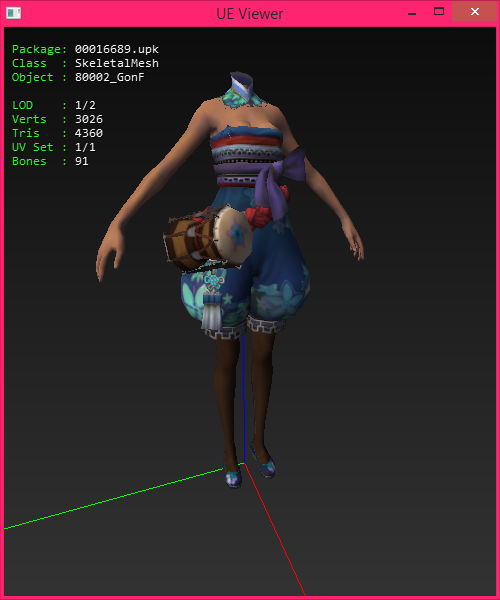 UE Viewer
Package: 00016689.upk
Class : SkeletalMesh
Object : 80002_GonF
LOD : 1/2
Verts : 3026
Tris : 4360
UV Set : 1/1
Bones : 91